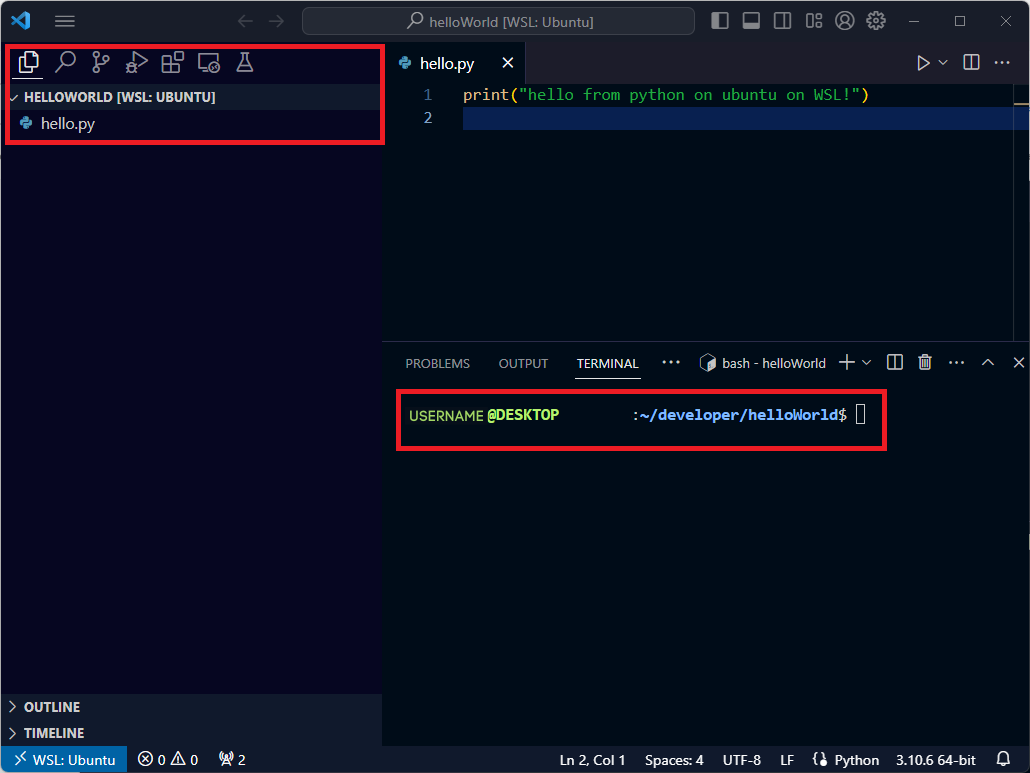 helloWorld [WSL: Ubuntu]
HELLOWORLD [WSL: UBUNTU]
hello.py
hello.py
1 print("hello from python on ubuntu on WSL!")
2
PROBLEMS OUTPUT TERMINAL ··· bash - helloWorld
USERNAME @DESKTOP :~/developer/helloWorld$
OUTLINE
TIMELINE
WSL: Ubuntu 0 0 2 Ln 2, Col 1 Spaces: 4 UTF-8 LF Python 3.10.6 64-bit